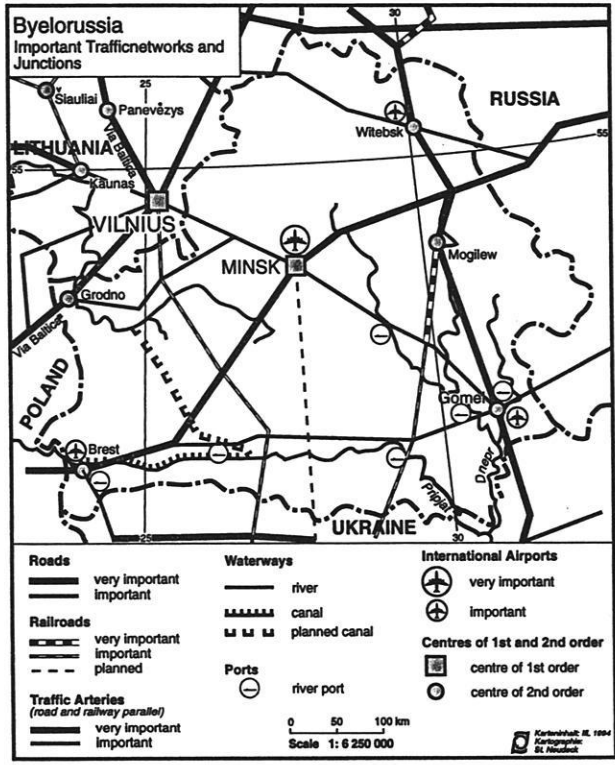 Byelorussia
Important Trafficnetworks and
Junctions
30
25
RUSSIA
Siauliai
Panevėzys
Witebsk
Via Baltica
LITHUANIA
55
55
Kaunas
VILNIUS
MINSK
Mogilew
Grodno
Via Baltica
POLAND
Gomel
Brest
Dnepr
Pripjat
UKRAINE
25
30
Roads
very important
important
Railroads
very important
important
planned
Traffic Arteries
(road and railway parallel)
very important
important
Waterways
river
canal
planned canal
Ports
river port
0 50 100 km
Scale 1: 6 250 000
International Airports
very important
important
Centres of 1st and 2nd order
centre of 1st order
centre of 2nd order
Karteninhalt: IIL 1994
Kartographie:
St. Neudeck